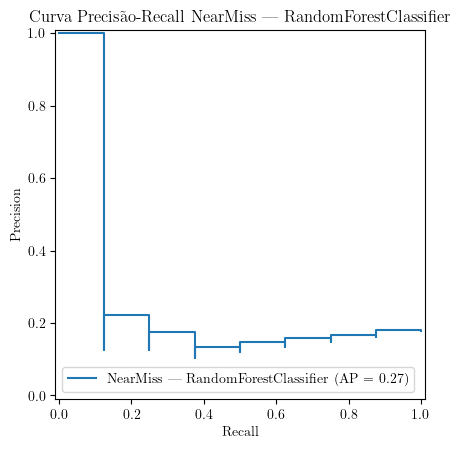 Curva Precisão-Recall NearMiss — RandomForestClassifier
1.0
0.8
0.6
0.4
0.2
0.0
Precision
NearMiss — RandomForestClassifier (AP = 0.27)
0.0 0.2 0.4 0.6 0.8 1.0
Recall